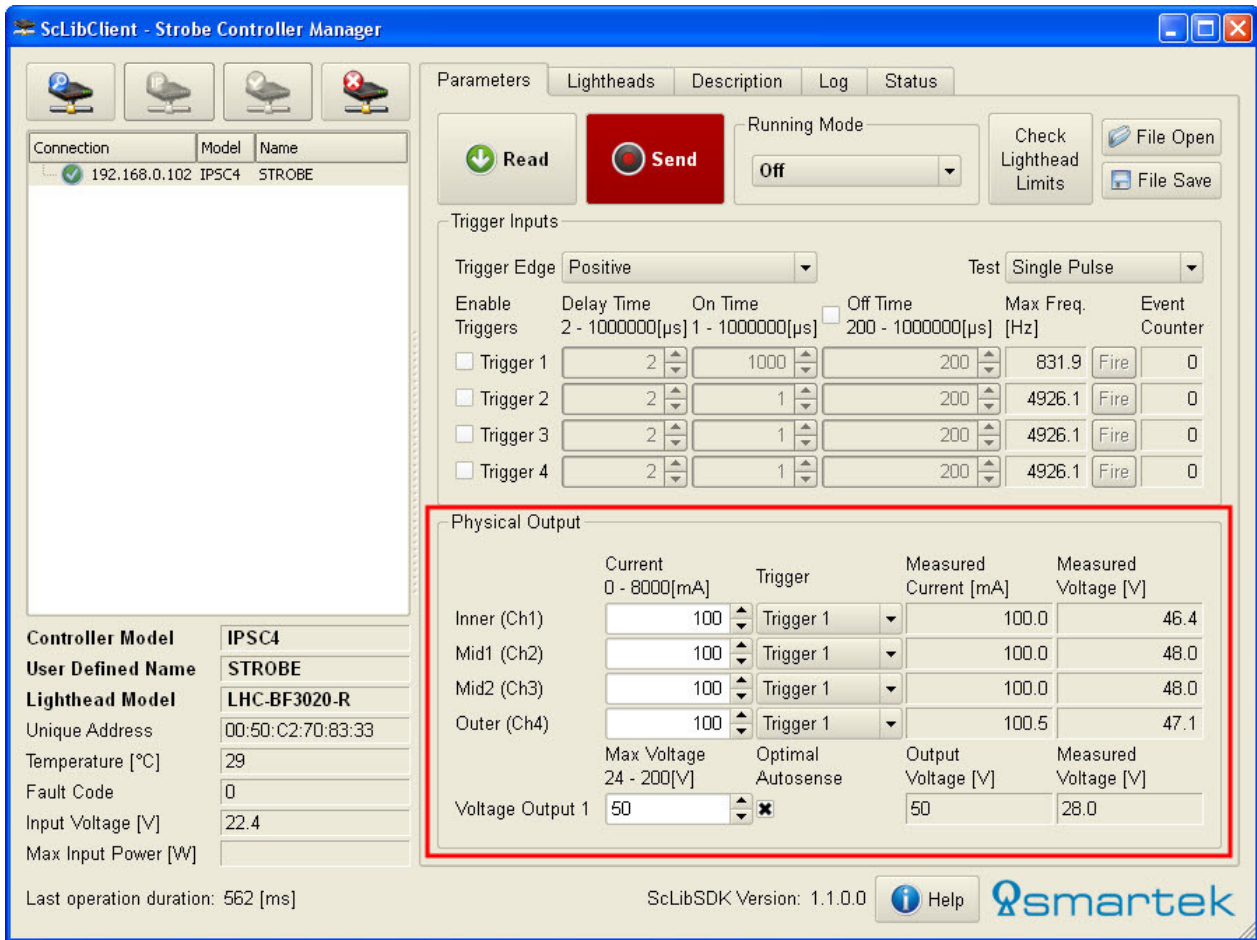 ScLibClient - Strobe Controller Manager
Connection Model Name
192.168.0.102 IPSC4 STROBE
Controller Model IPSC4
User Defined Name STROBE
Lighthead Model LHC-BF3020-R
Unique Address 00:50:C2:70:83:33
Temperature [°C] 29
Fault Code 0
Input Voltage [V] 22.4
Max Input Power [W]
Last operation duration: 562 [ms]
Parameters Lightheads Description Log Status
Read
Send
Running Mode
Off
Check
Lighthead
Limits
File Open
File Save
Trigger Inputs
Trigger Edge Positive Test Single Pulse
Enable Delay Time On Time Off Time Max Freq. Event
Triggers 2 - 1000000[µs] 1 - 1000000[µs] 200 - 1000000[µs] [Hz] Counter
Trigger 1 2 1000 200 831.9 Fire 0
Trigger 2 2 1 200 4926.1 Fire 0
Trigger 3 2 1 200 4926.1 Fire 0
Trigger 4 2 1 200 4926.1 Fire 0
Physical Output
Current Trigger Measured Measured
0 - 8000[mA] Current [mA] Voltage [V]
Inner (Ch1) 100 Trigger 1 100.0 46.4
Mid1 (Ch2) 100 Trigger 1 100.0 48.0
Mid2 (Ch3) 100 Trigger 1 100.0 48.0
Outer (Ch4) 100 Trigger 1 100.5 47.1
Max Voltage Optimal Output Measured
24 - 200[V] Autosense Voltage [V] Voltage [V]
Voltage Output 1 50 50 28.0
ScLibSDK Version: 1.1.0.0 Help smartek